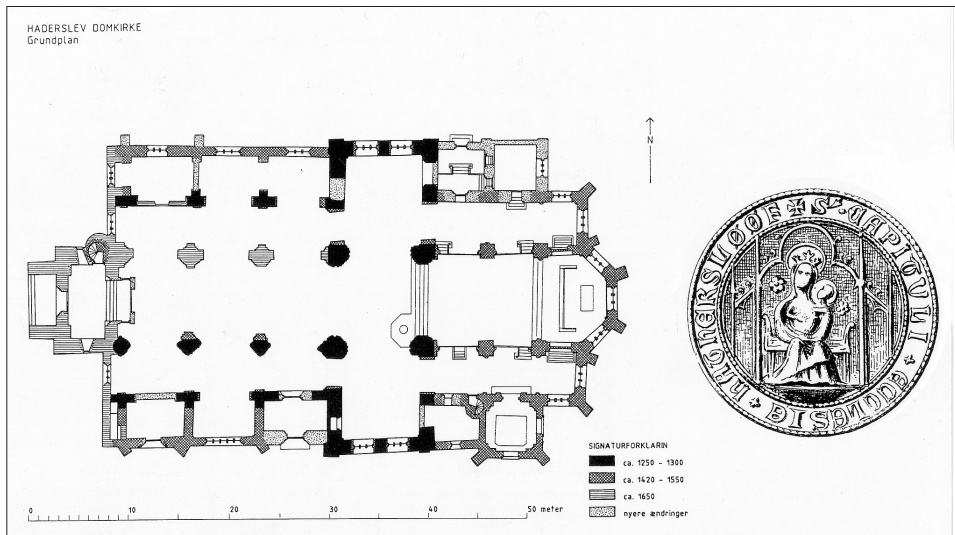 HADERSLEV DOMKIRKE
Grundplan
N
SIGNATURFORKLARIN
ca. 1250 - 1300
ca. 1420 - 1550
ca. 1650
nyere ændringer
0 10 20 30 40 50 meter